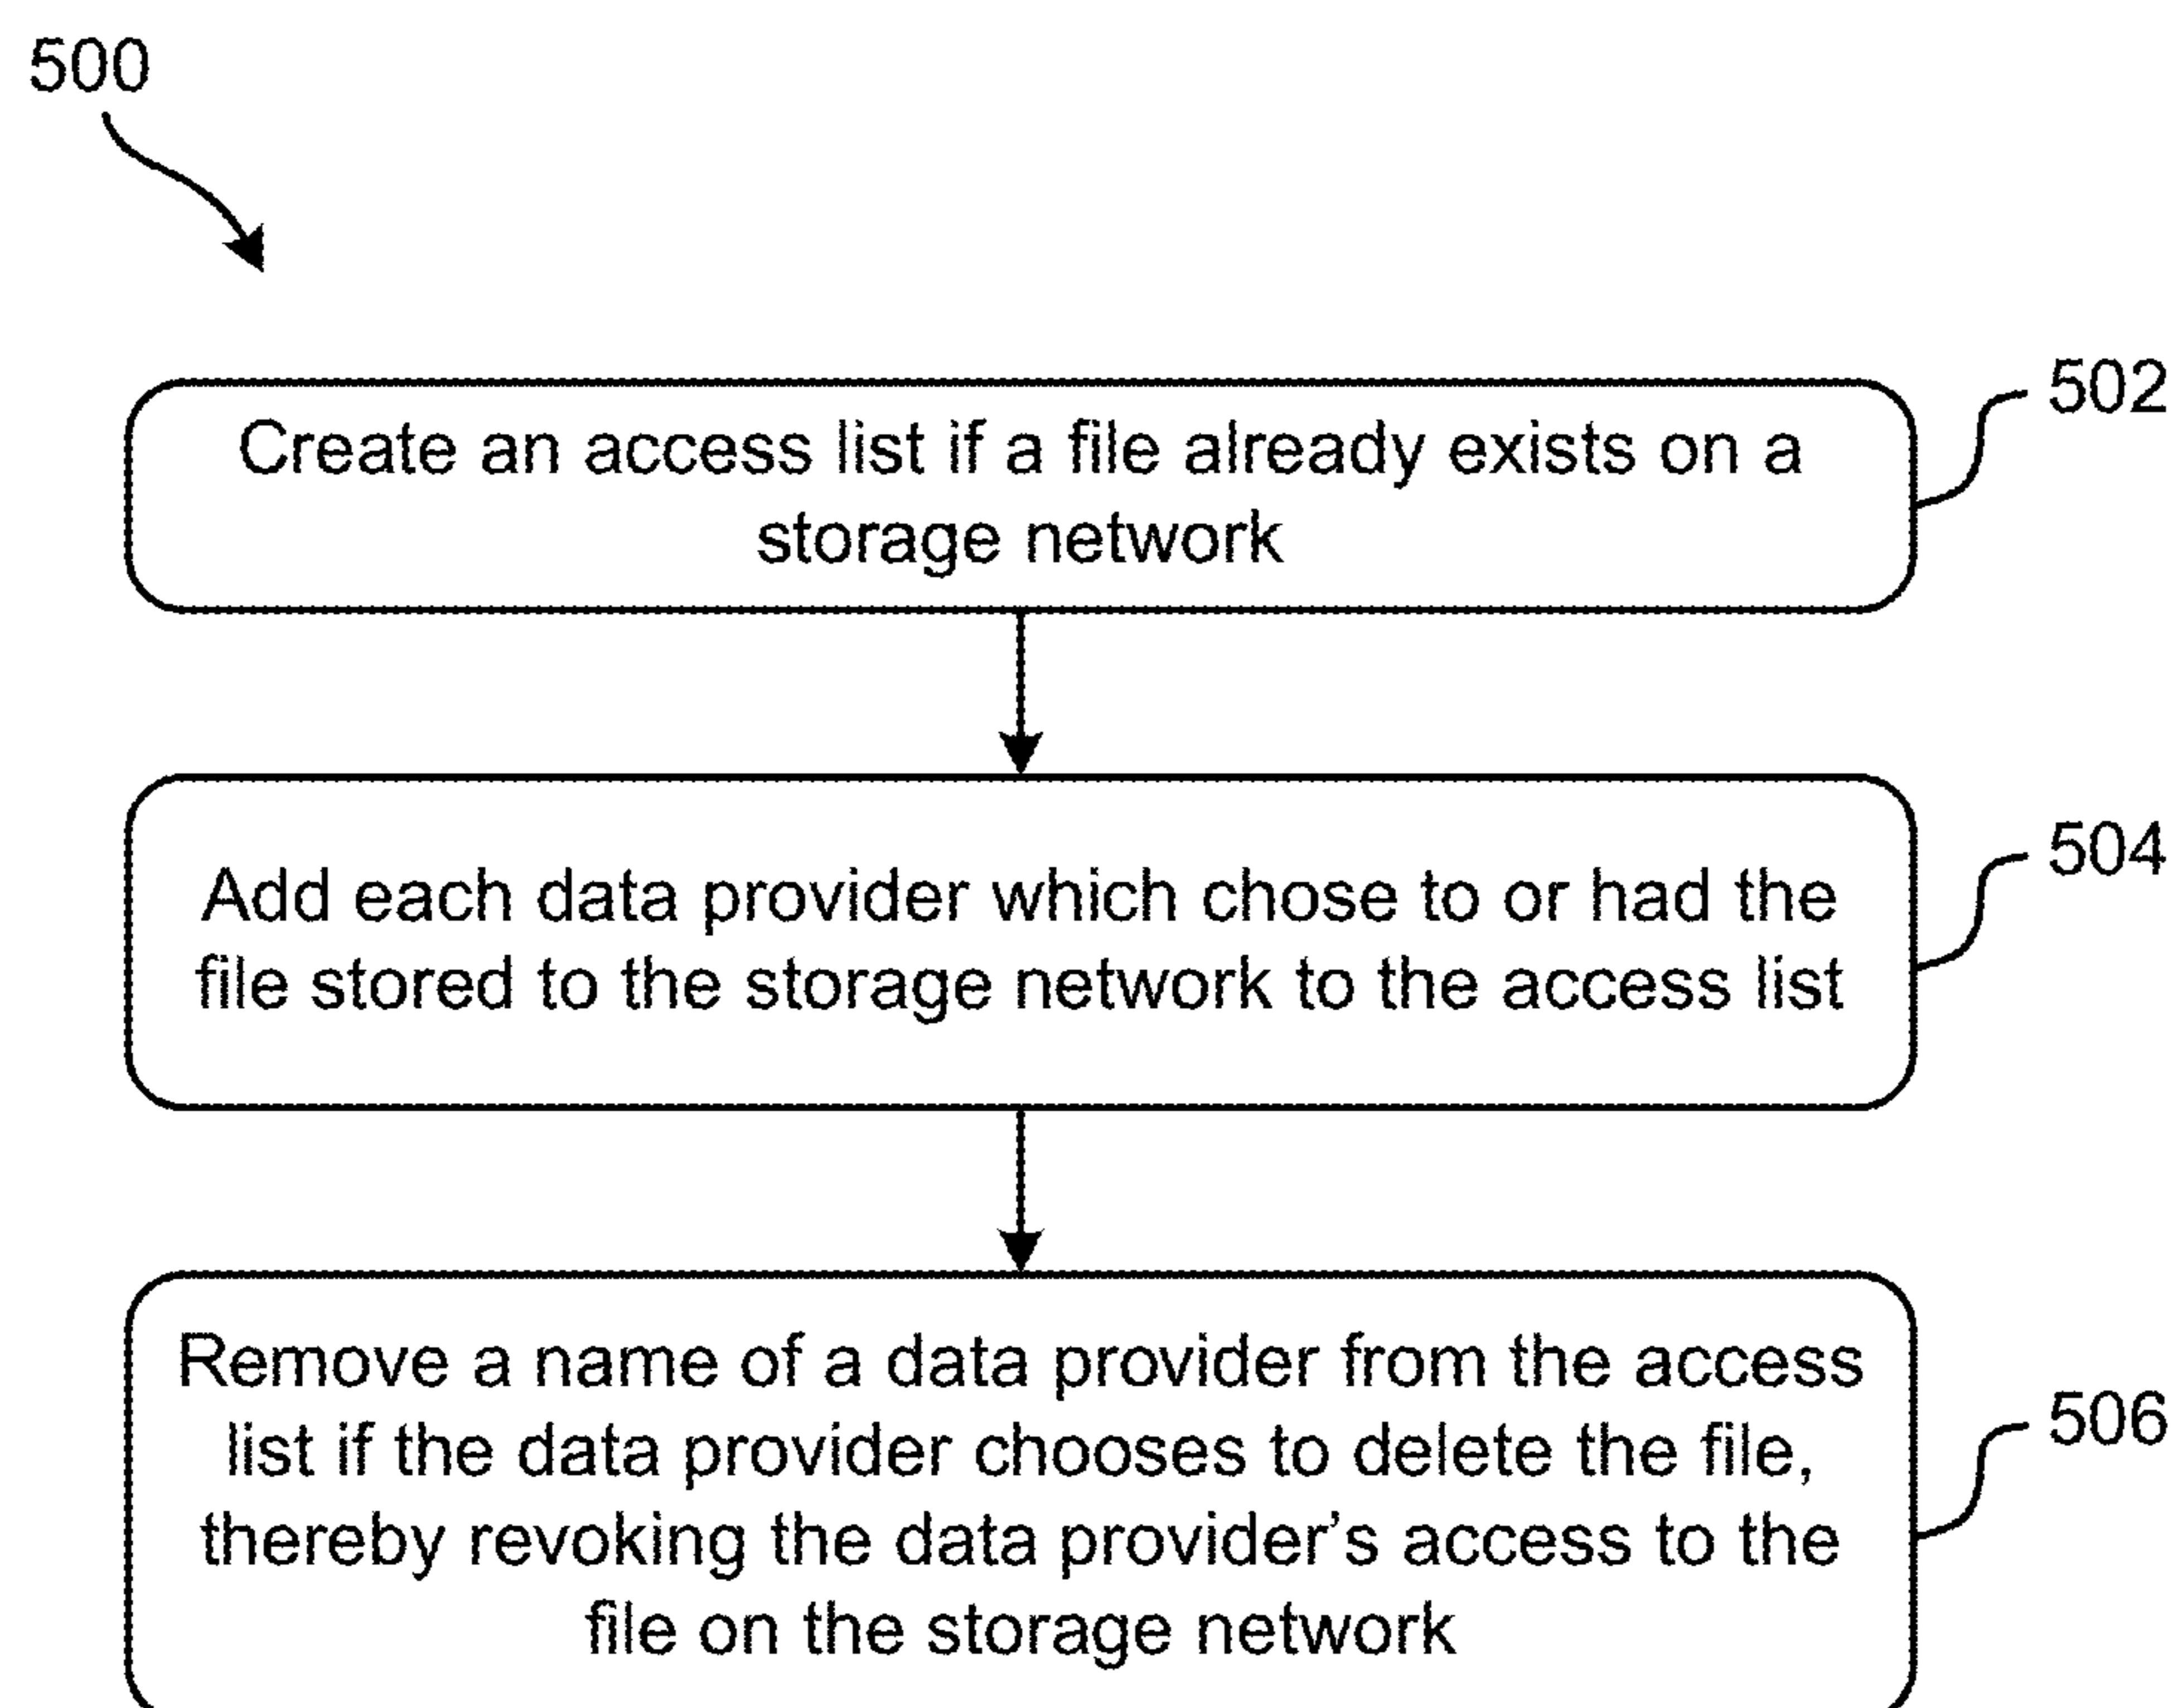 500
Create an access list if a file already exists on a
storage network
502
Add each data provider which chose to or had the
file stored to the storage network to the access list
504
Remove a name of a data provider from the access
list if the data provider chooses to delete the file,
thereby revoking the data provider's access to the
file on the storage network
506